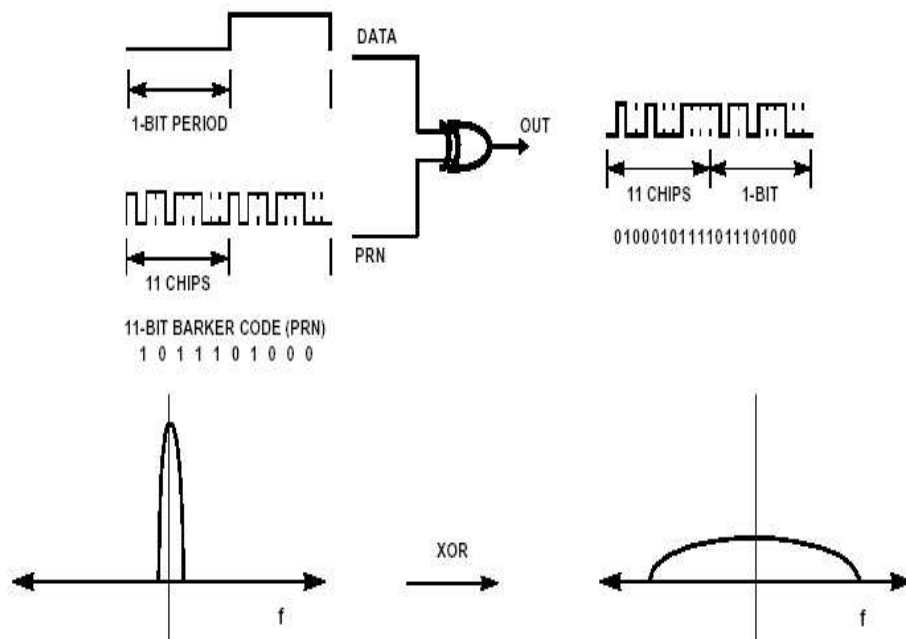 DATA
1-BIT PERIOD
OUT
11 CHIPS
1-BIT
01000101111011101000
PRN
11 CHIPS
11-BIT BARKER CODE (PRN)
1 0 1 1 1 0 1 0 0 0
XOR
f
f